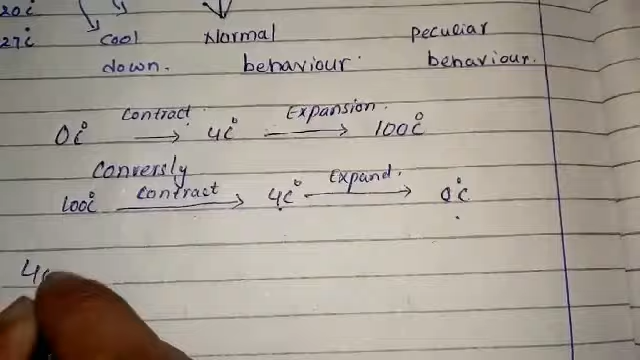 20°C
27°C cool Normal peculiar
down. behaviour. behaviour.
Contract. Expansion.
0°C → 4°C → 100°C
Conversly
contract Expand.
100°C → 4°C → 0°C
4